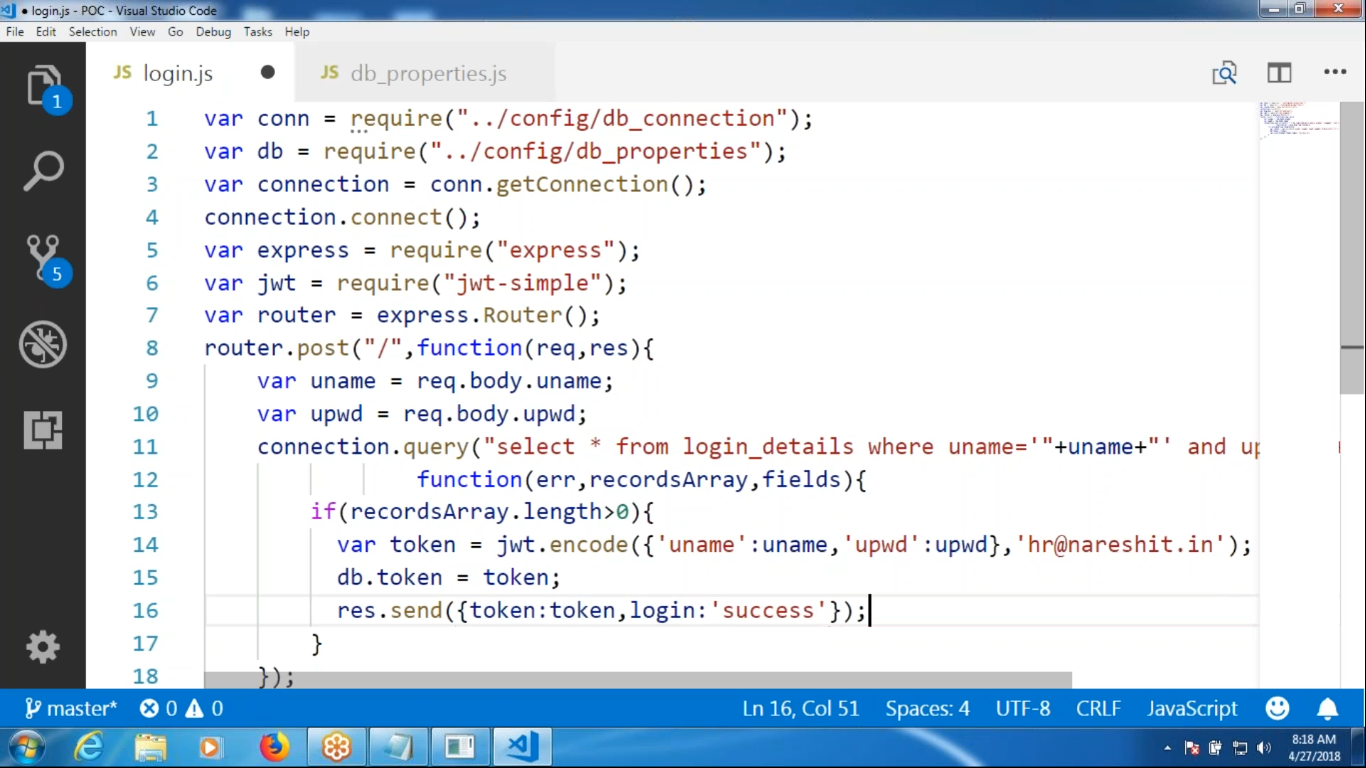 ● login.js - POC - Visual Studio Code
File Edit Selection View Go Debug Tasks Help
JS login.js ● JS db_properties.js
1
1 var conn = require("../config/db_connection");
2 var db = require("../config/db_properties");
3 var connection = conn.getConnection();
4 connection.connect();
5 var express = require("express");
5
6 var jwt = require("jwt-simple");
7 var router = express.Router();
8 router.post("/",function(req,res){
9 var uname = req.body.uname;
10 var upwd = req.body.upwd;
11 connection.query("select * from login_details where uname='"+uname+"' and up
12 function(err,recordsArray,fields){
13 if(recordsArray.length>0){
14 var token = jwt.encode({'uname':uname,'upwd':upwd},'hr@nareshit.in');
15 db.token = token;
16 res.send({token:token,login:'success'});
17 }
18 });
master* 0 0 Ln 16, Col 51 Spaces: 4 UTF-8 CRLF JavaScript
8:18 AM
4/27/2018